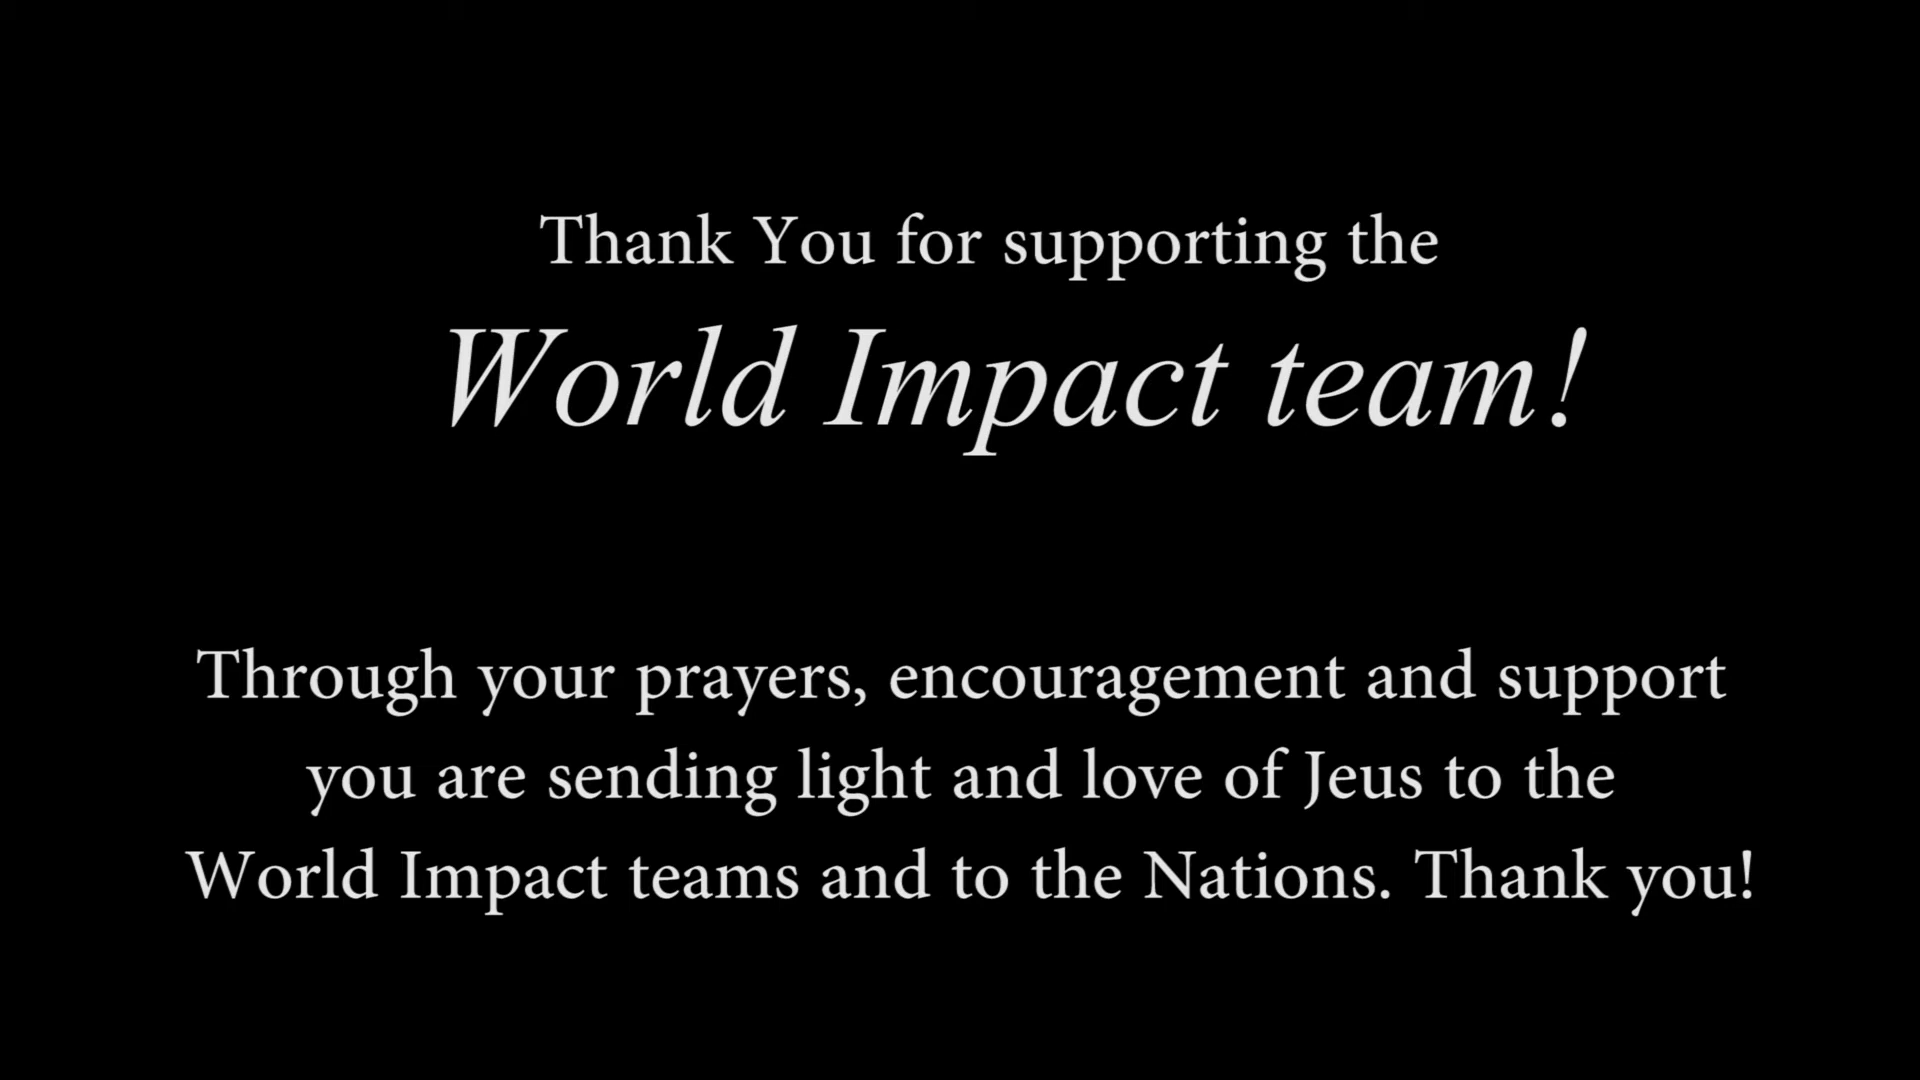 Thank You for supporting the
World Impact team!
Through your prayers, encouragement and support
you are sending light and love of Jeus to the
World Impact teams and to the Nations. Thank you!